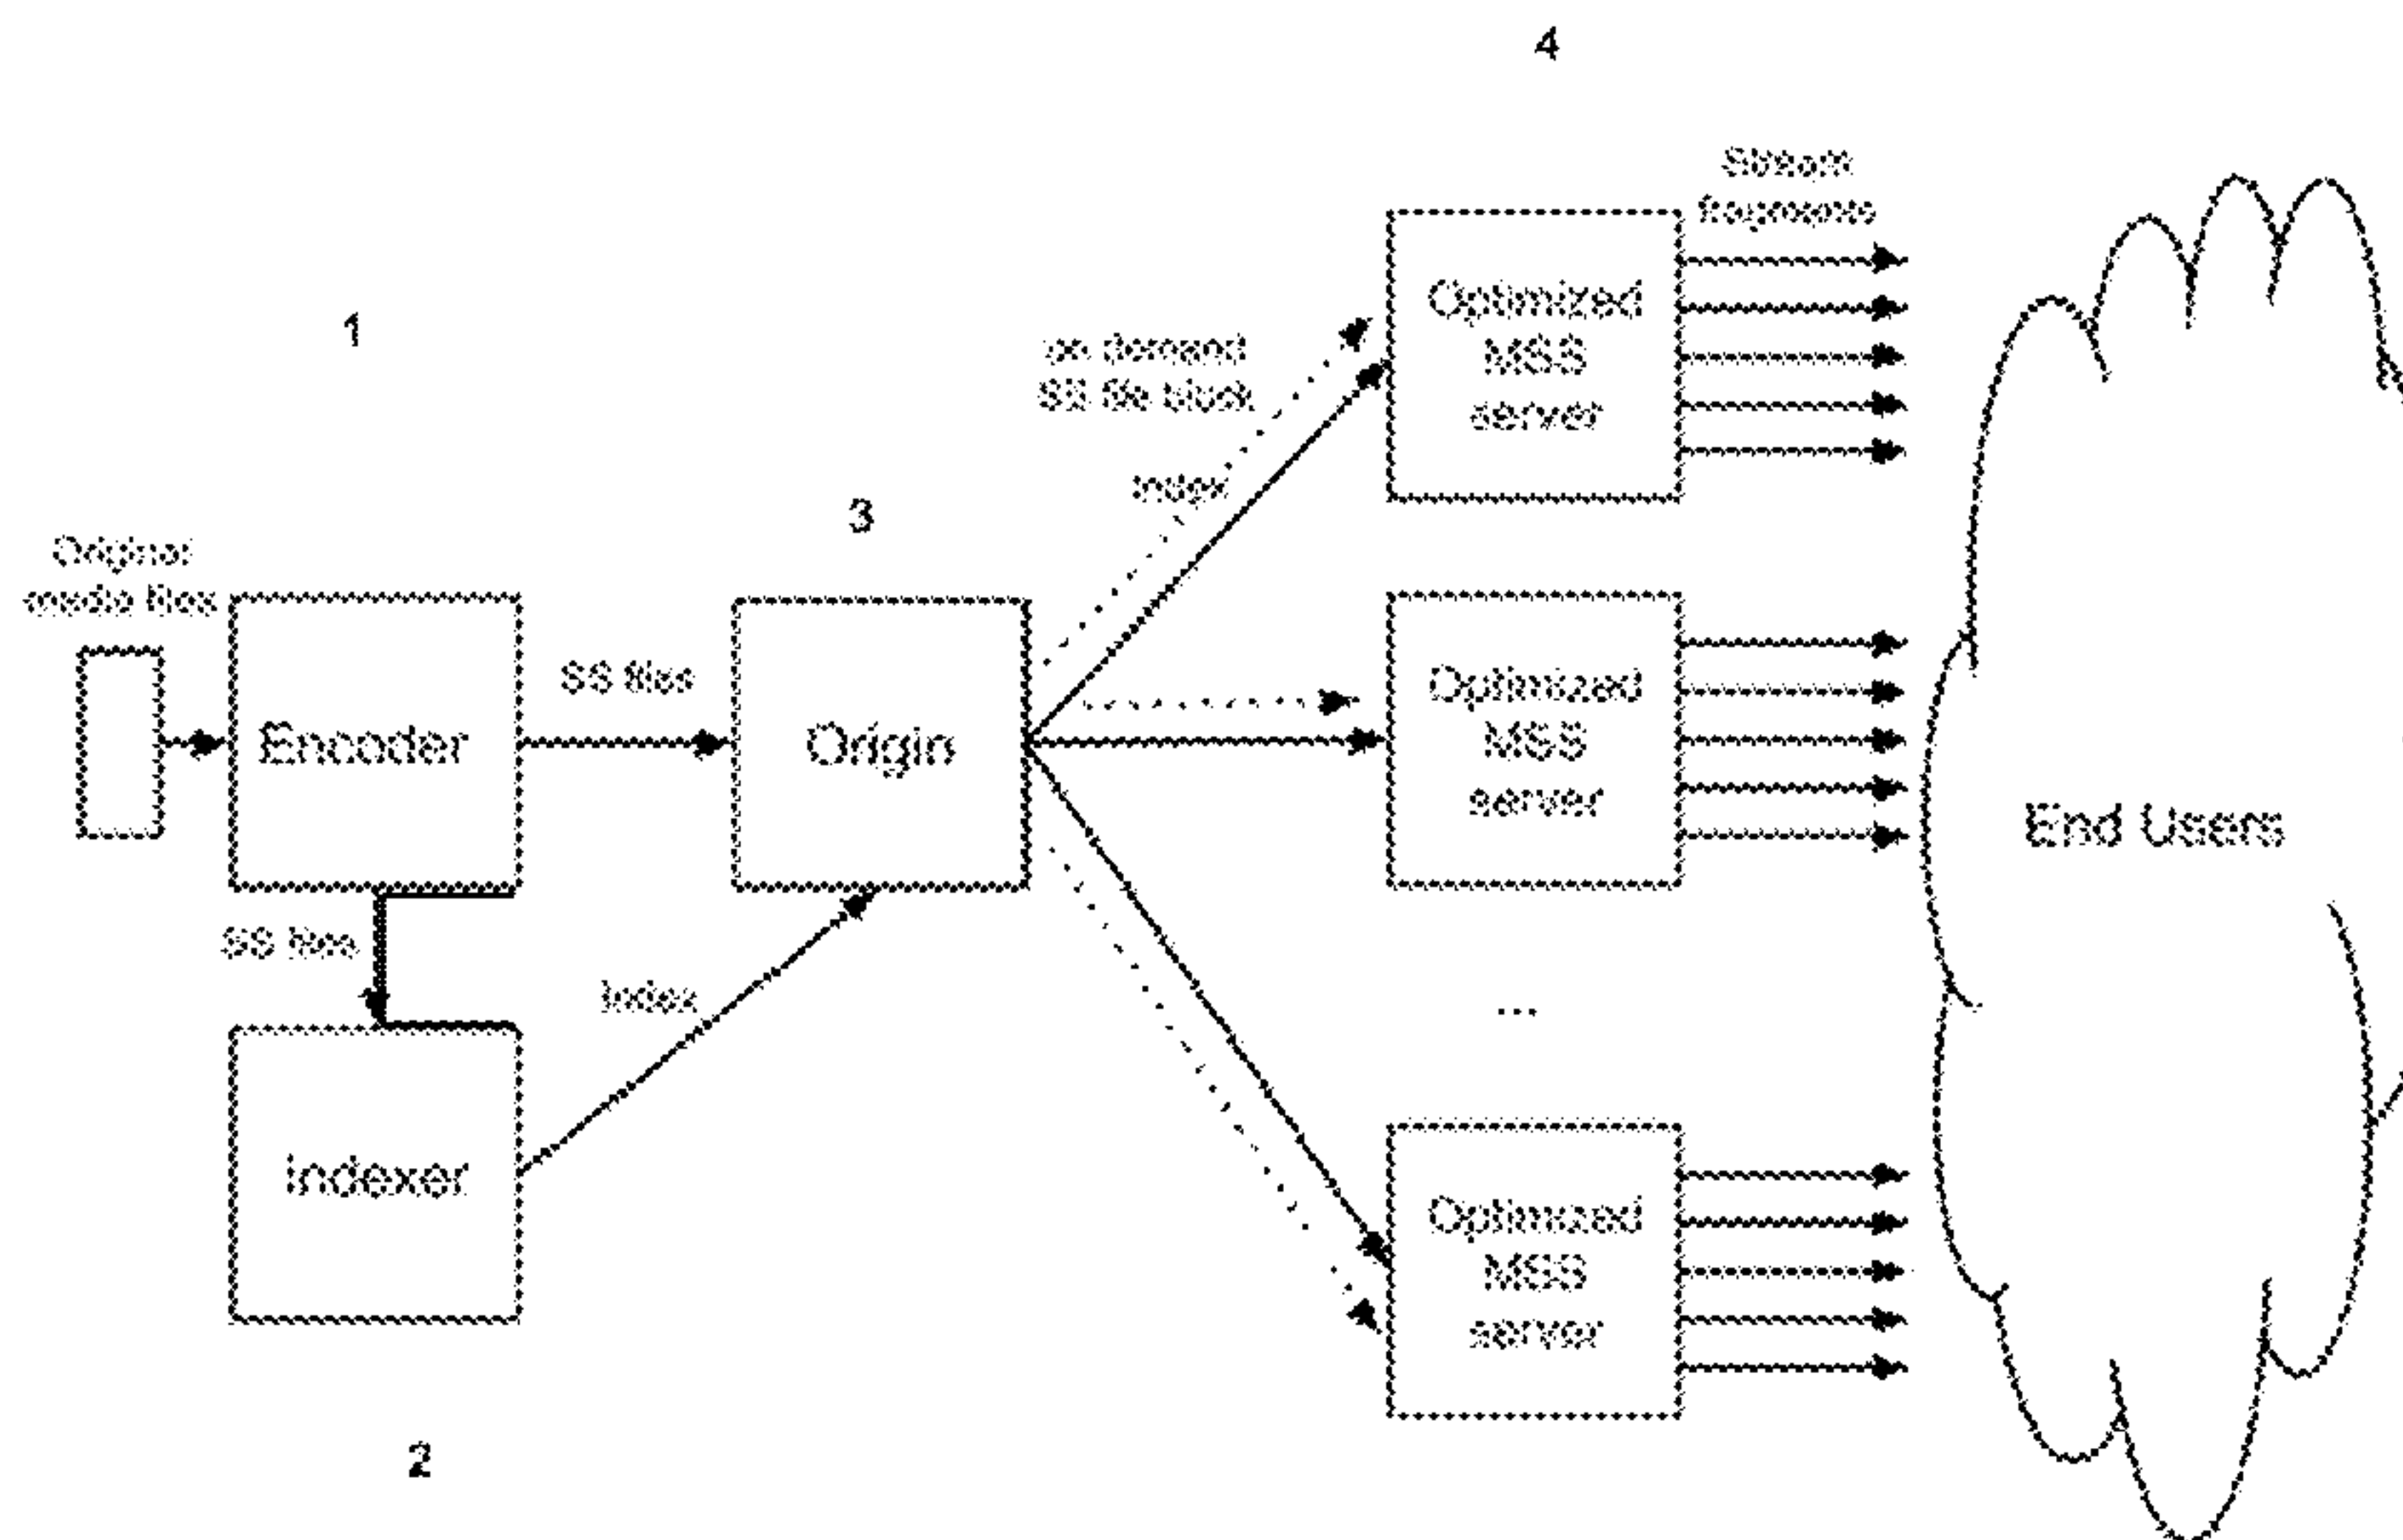 4
Stream
fragments
1
Optimized
MSS
server
on demand
SS file block
Index
3
Original
media files
SS files
Encoder
Origin
Optimized
MSS
server
End Users
SS files
Index
...
Indexer
Optimized
MSS
server
2